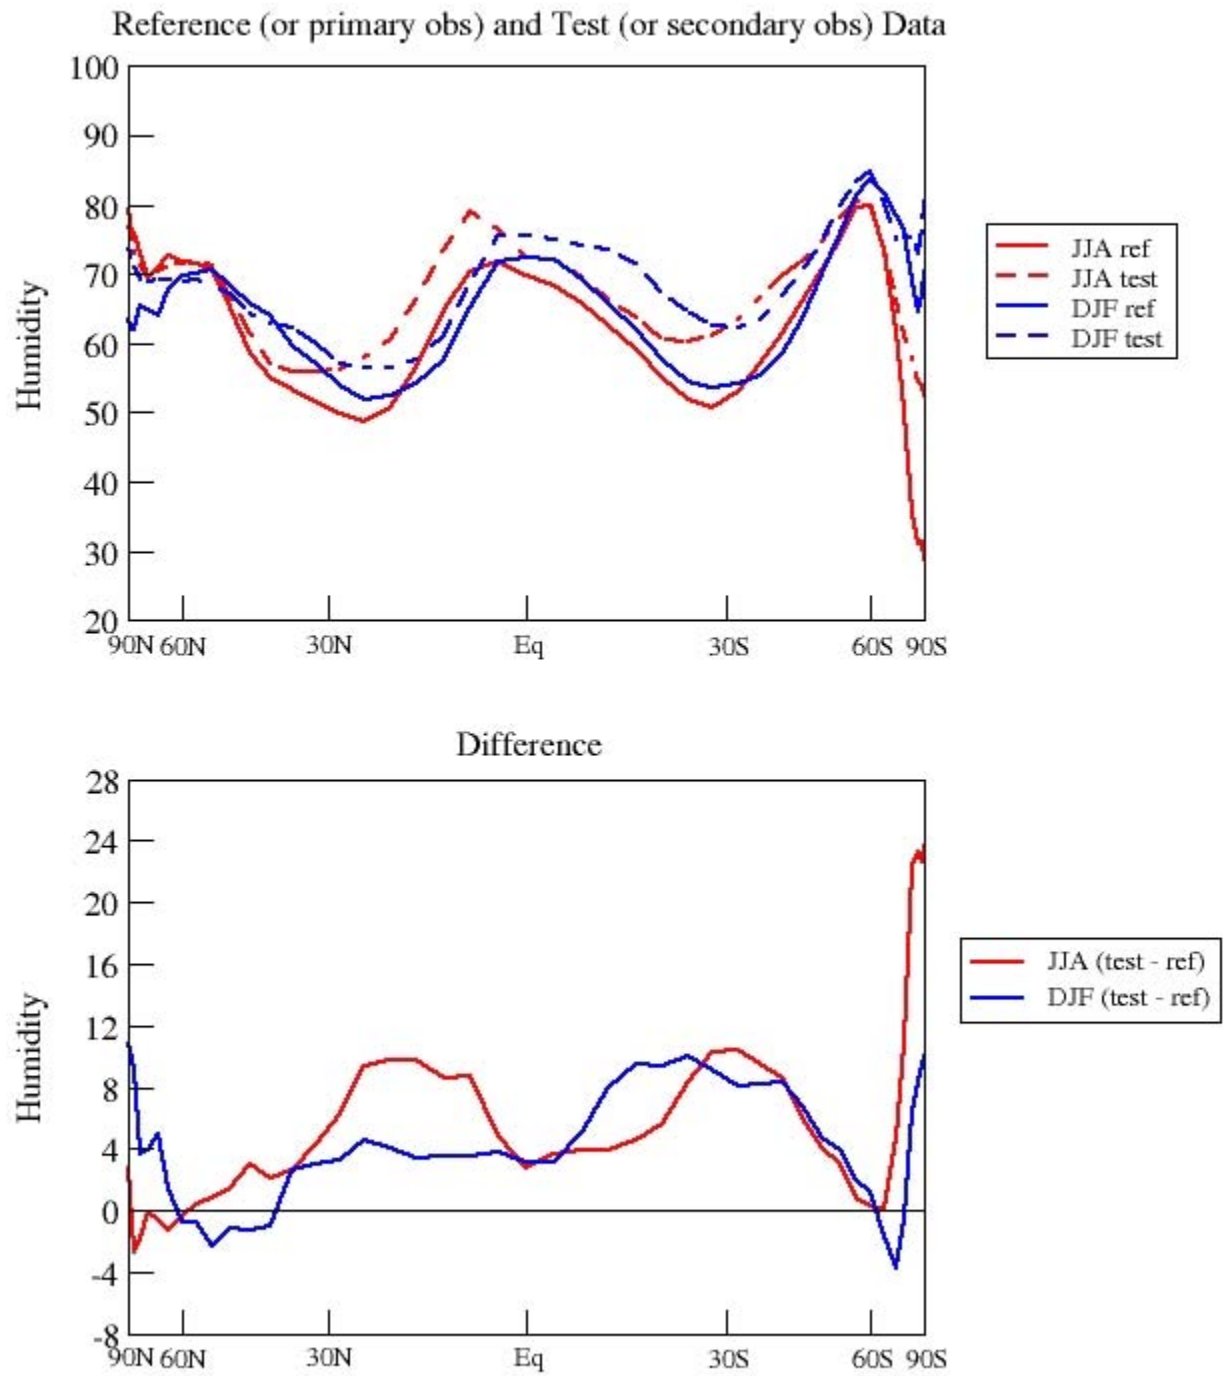 Reference (or primary obs) and Test (or secondary obs) Data
100
90
80
70
60
50
40
30
20
Humidity
90N 60N 30N Eq 30S 60S 90S
JJA ref
JJA test
DJF ref
DJF test
Difference
28
24
20
16
12
8
4
0
-4
-8
Humidity
90N 60N 30N Eq 30S 60S 90S
JJA (test - ref)
DJF (test - ref)